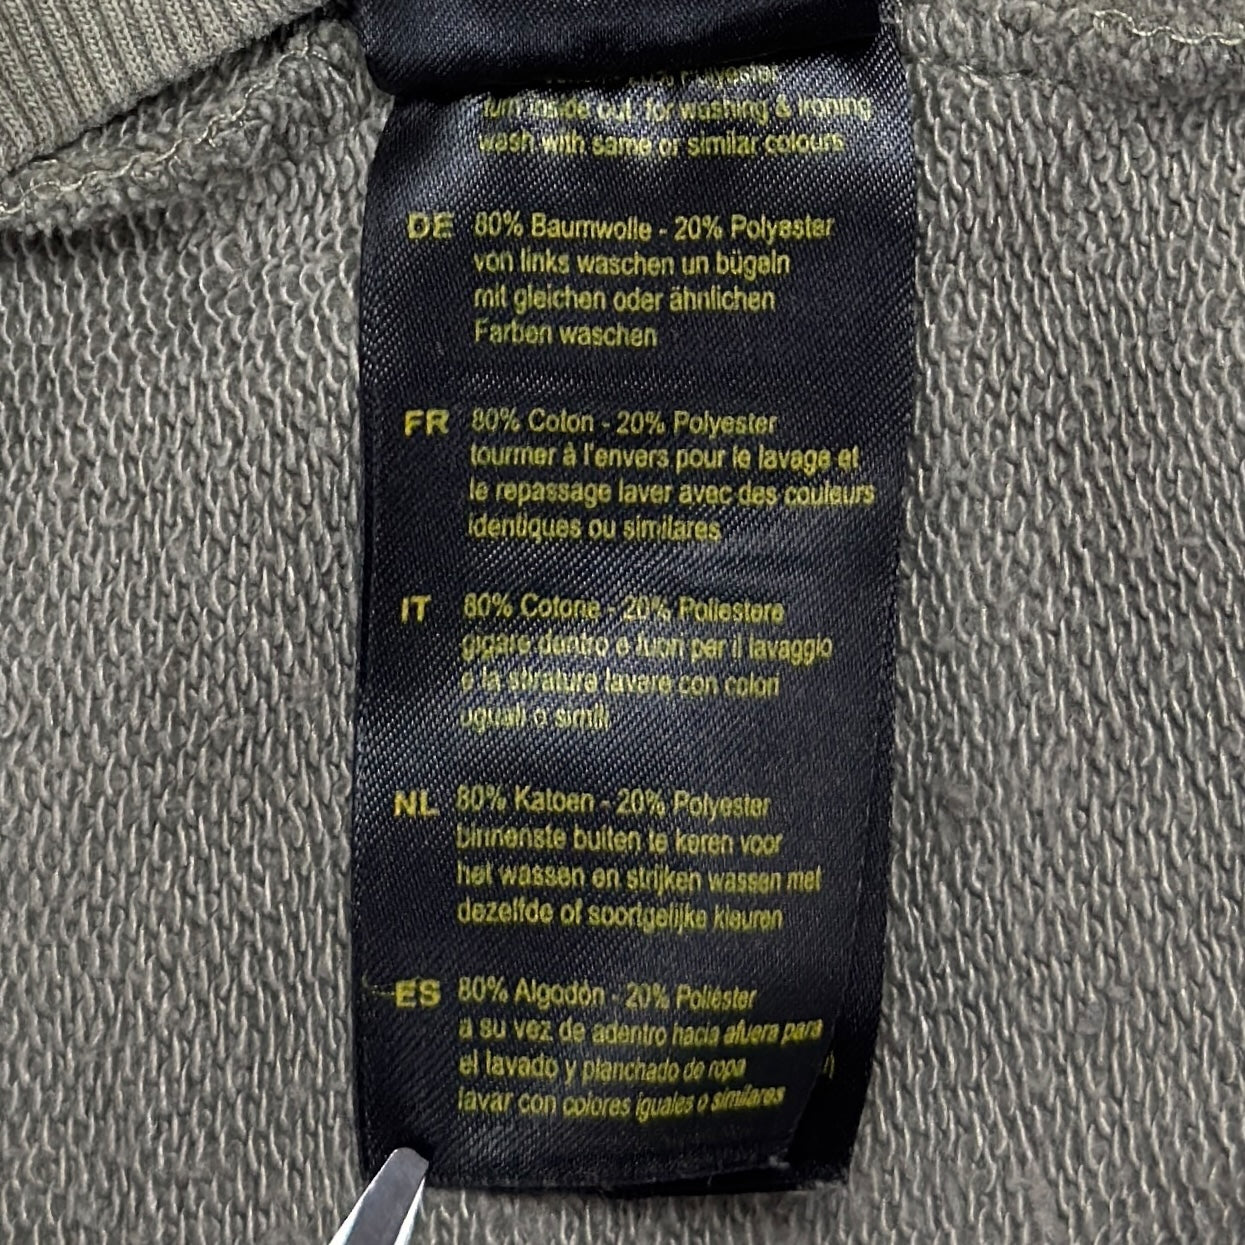 20% Polyester
turn inside out for washing & ironing
wash with same or similar colours
DE 80% Baumwolle - 20% Polyester
von links waschen un bügeln
mit gleichen oder ähnlichen
Farben waschen
FR 80% Coton - 20% Polyester
tourmer à l'envers pour le lavage et
le repassage laver avec des couleurs
identiques ou similares
IT 80% Cotone - 20% Poliestere
gigare dentro e fuori per il lavaggio
e la stirature lavare con colori
uguali o simili
NL 80% Katoen - 20% Polyester
binnenste buiten te keren voor
het wassen en strijken wassen met
dezelfde of soortgelijke kleuren
ES 80% Algodón - 20% Poliéster
a su vez de adentro hacia afuera para
el lavado y planchado de ropa
lavar con colores iguales o similares